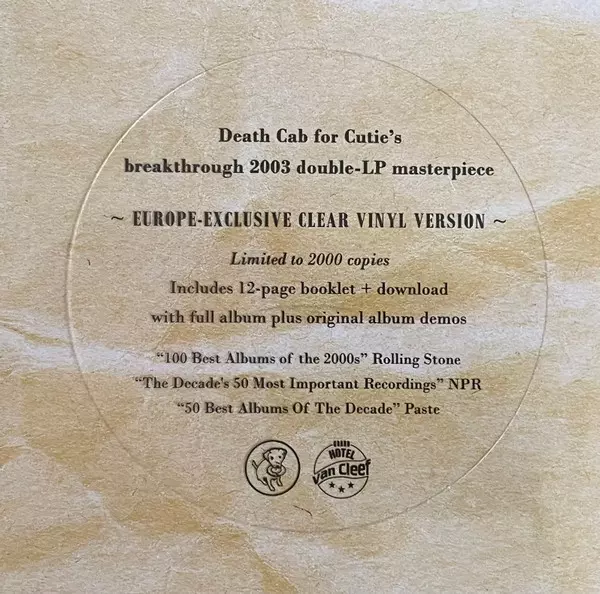 Death Cab for Cutie's
breakthrough 2003 double-LP masterpiece
~ EUROPE-EXCLUSIVE CLEAR VINYL VERSION ~
Limited to 2000 copies
Includes 12-page booklet + download
with full album plus original album demos
“100 Best Albums of the 2000s” Rolling Stone
“The Decade's 50 Most Important Recordings” NPR
“50 Best Albums Of The Decade” Paste
HOTEL
Van Cleef